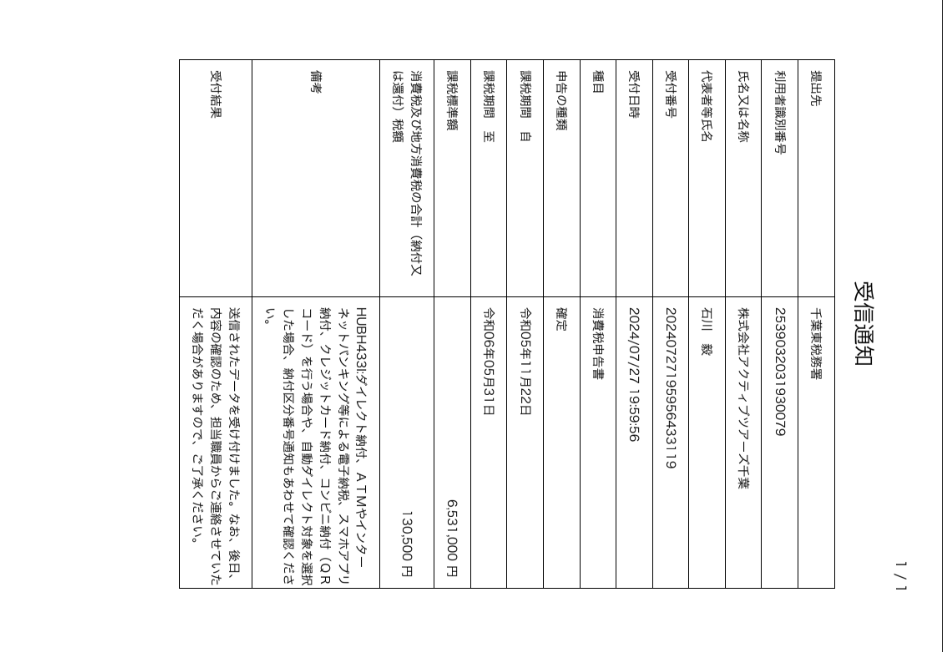 1 / 1
受信通知
提出先 千葉東税務署
利用者識別番号 2539032031930079
氏名又は名称 株式会社アクティブツアーズ千葉
代表者等氏名 石川　毅
受付番号 20240727195956433119
受付日時 2024/07/27 19:59:56
種目 消費税申告書
申告の種類 確定
課税期間　自 令和05年11月22日
課税期間　至 令和06年05月31日
課税標準額 6,531,000 円
消費税及び地方消費税の合計（納付又
は還付）税額 130,500 円
備考 HUBH433I:ダイレクト納付、ＡＴＭやインター
ネットバンキング等による電子納税、スマホアプリ
納付、クレジットカード納付、コンビニ納付（ＱＲ
コード）を行う場合や、自動ダイレクト対象を選択
した場合、納付区分番号通知もあわせて確認くださ
い。
受付結果 送信されたデータを受け付けました。なお、後日、
内容の確認のため、担当職員からご連絡させていた
だく場合がありますので、ご了承ください。